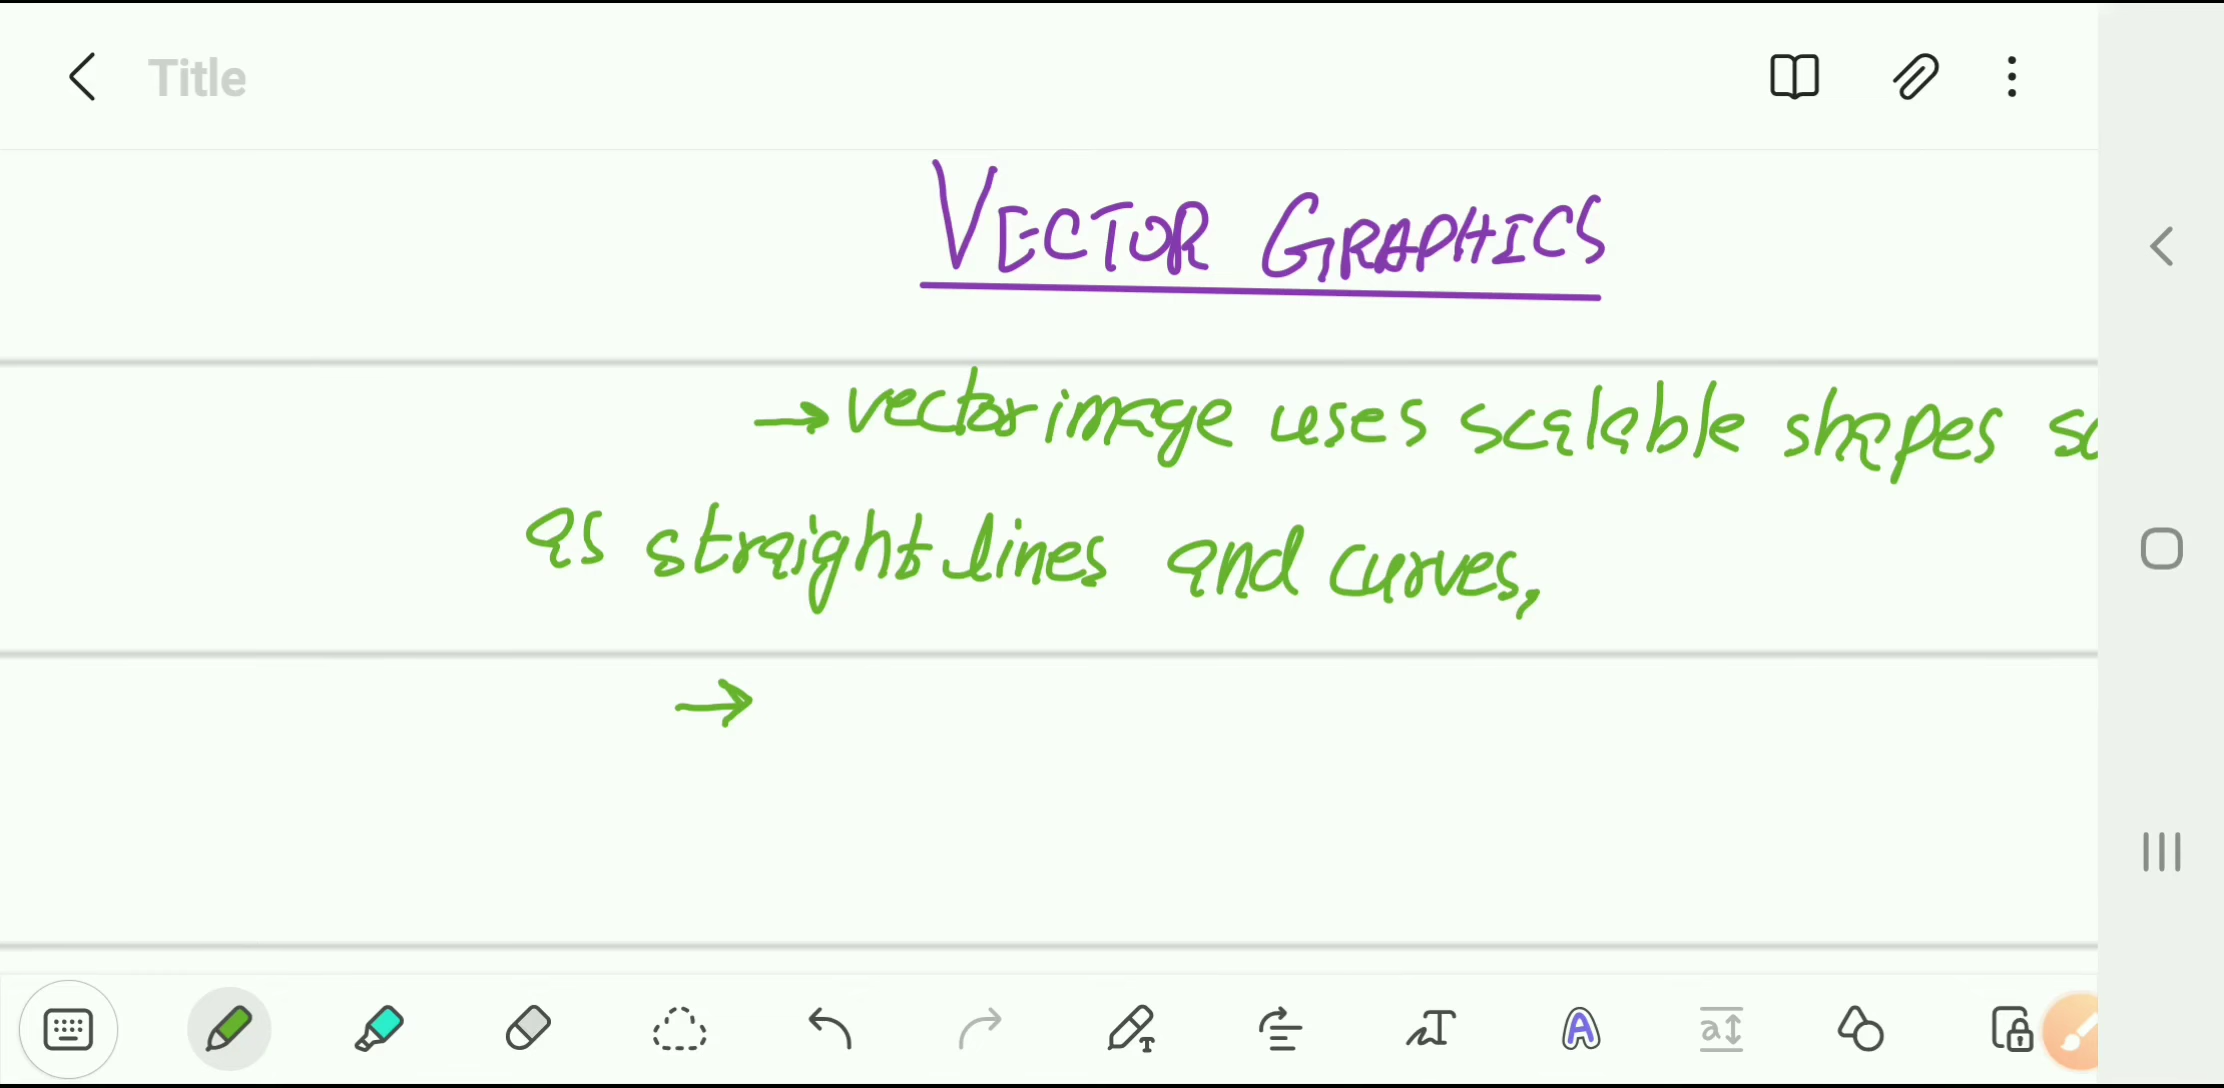 Title
VECTOR GRAPHICS
→ vector image uses scalable shapes
as straight lines and curves,
→